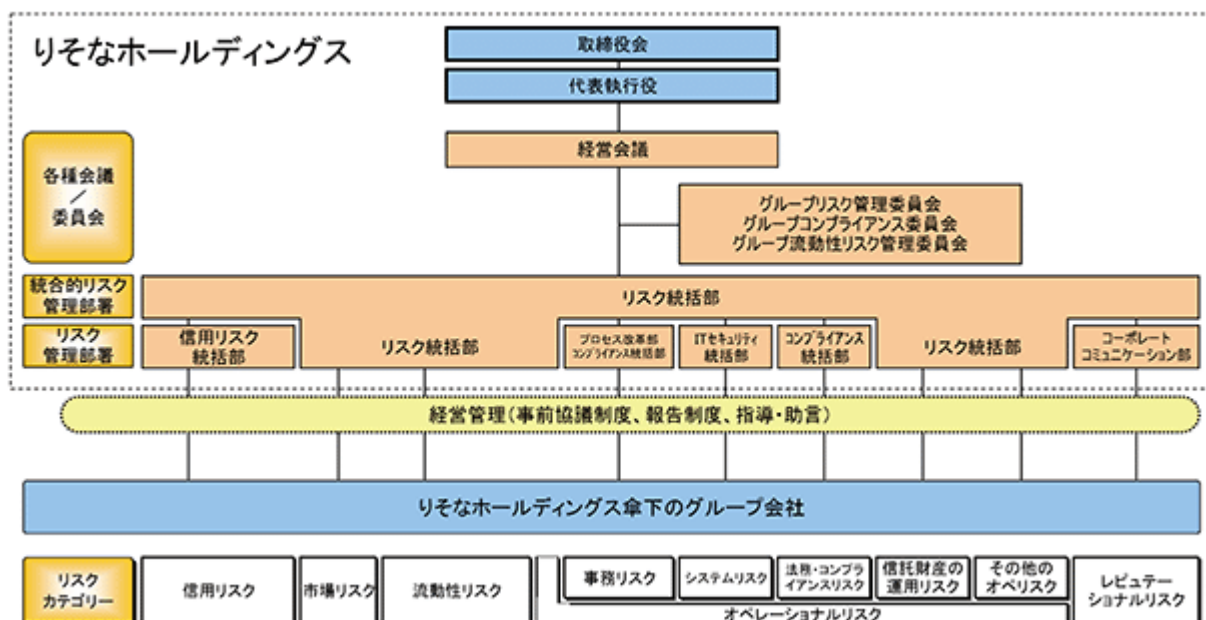 りそなホールディングス
取締役会
代表執行役
経営会議
各種会議
／
委員会
グループリスク管理委員会
グループコンプライアンス委員会
グループ流動性リスク管理委員会
統合的リスク
管理部署
リスク統括部
リスク
管理部署
信用リスク
統括部
リスク統括部
プロセス改革部
コンプライアンス統括部
ITセキュリティ
統括部
コンプライアンス
統括部
リスク統括部
コーポレート
コミュニケーション部
経営管理（事前協議制度、報告制度、指導・助言）
りそなホールディングス傘下のグループ会社
リスク
カテゴリー
信用リスク
市場リスク
流動性リスク
事務リスク
システムリスク
法務・コンプラ
イアンスリスク
信託財産の
運用リスク
その他の
オペリスク
オペレーショナルリスク
レピュテー
ショナルリスク